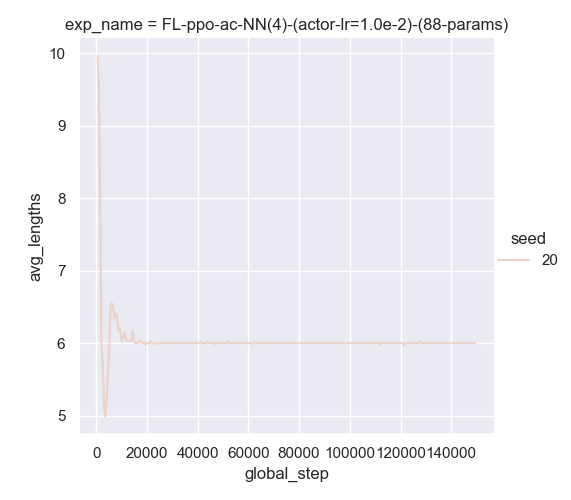 exp_name = FL-ppo-ac-NN(4)-(actor-lr=1.0e-2)-(88-params)
10
9
8
7
6
5
avg_lengths
0 20000 40000 60000 80000 100000 120000 140000
global_step
seed
20